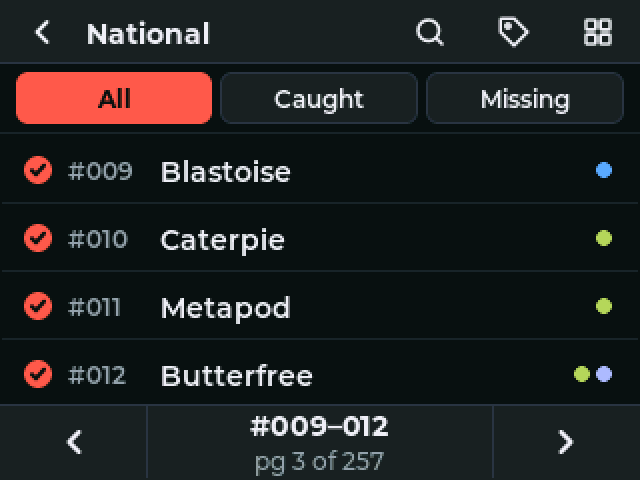 National
All
Caught
Missing
#009 Blastoise
#010 Caterpie
#011 Metapod
#012 Butterfree
#009–012
pg 3 of 257